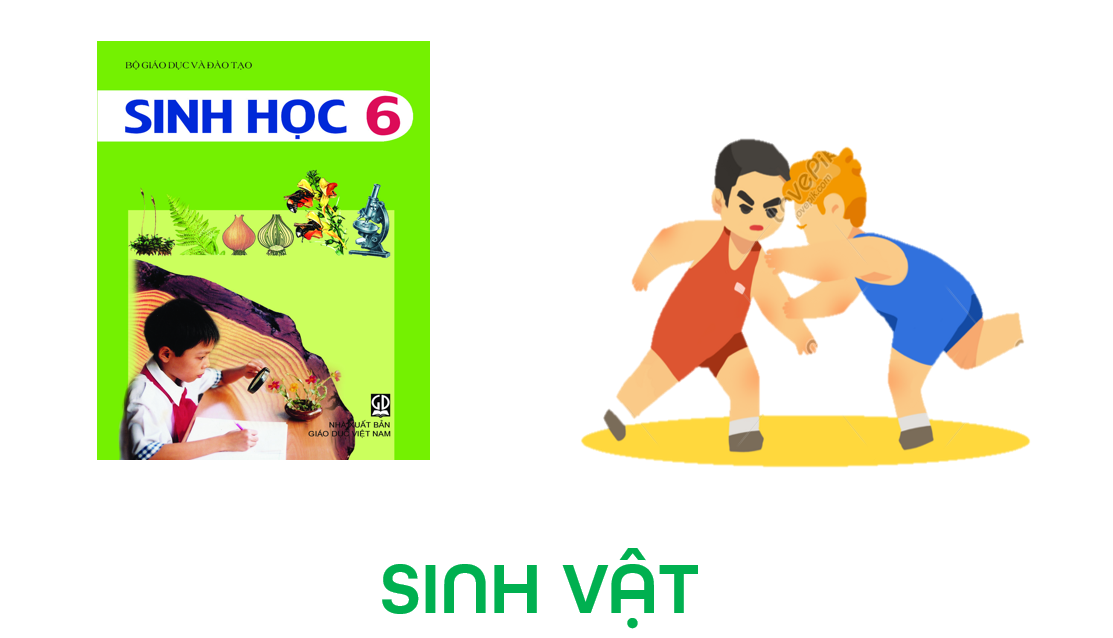 BỘ GIÁO DỤC VÀ ĐÀO TẠO
SINH HỌC 6
GD
NHÀ XUẤT BẢN
GIÁO DỤC VIỆT NAM
SINH VẬT